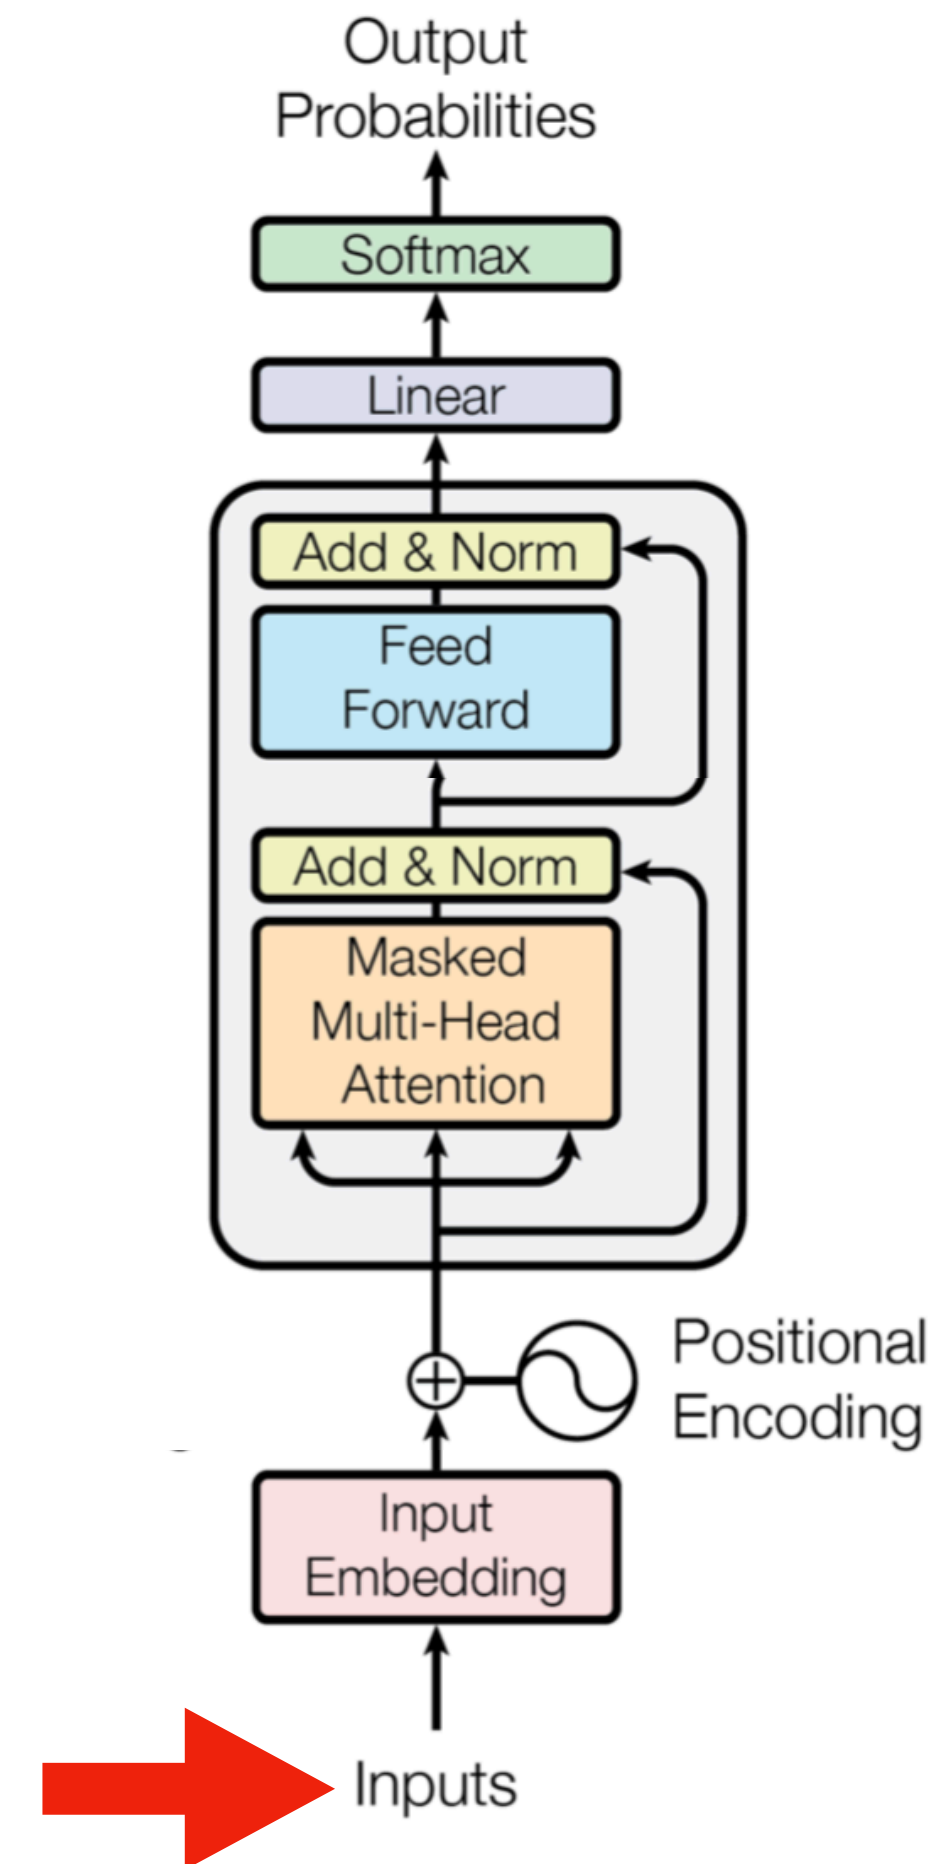 Output
Probabilities
Softmax
Linear
Add & Norm
Feed
Forward
Add & Norm
Masked
Multi-Head
Attention
Positional
Encoding
Input
Embedding
Inputs